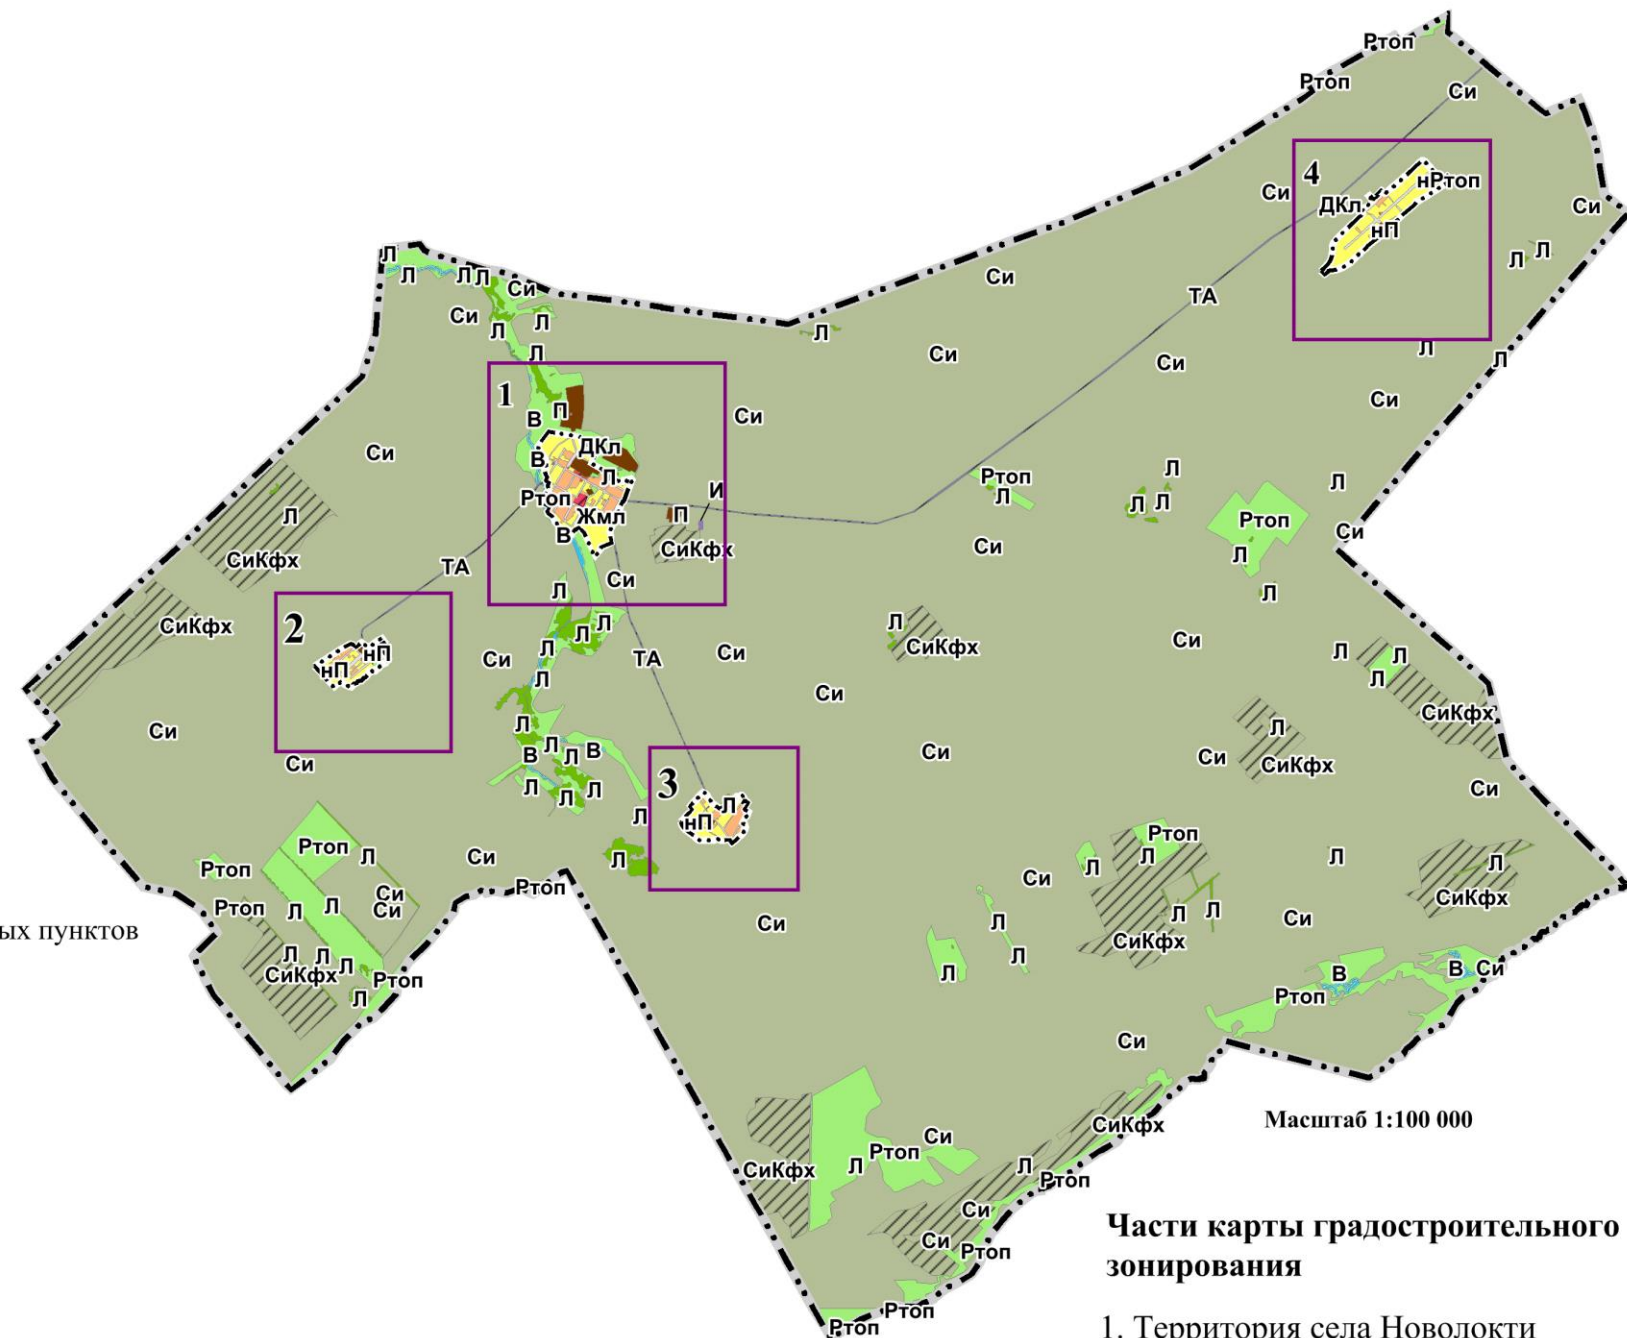 Ртоп
Ртоп
Си
4
Си
нРтоп
ДКл
Си
нП
Л
Л
Л
Л
Л
Л
Си
Си
Л
Л
Си
ТА
Си
Л
Л
Си
Л
Л
Си
1
Си
П
Си
В
ДКл
Си
В
Л
Л
Ртоп
Л
И
Л
Ртоп
Л
Л
Л
Л
П
Жмл
Ртоп
Си
В
СиКфх
Си
Л
СиКфх
ТА
Си
Л
Л
2
СиКфх
Л
Л
Л
Си
СиКфх
нП
нП
Л
Си
ТА
Си
Л
Л
Л
Л
Си
СиКфх
Си
Л
Л
Л
Л
В
В
Си
Си
СиКфх
Си
3
Л
Л
Л
Си
Л
Л
нП
Ртоп
Ртоп
Л
Си
Л
Л
Л
Л
Л
Ртоп
Ртоп
Си
Си
Си
СиКфх
Ртоп
Л
Л
Л
Л
Си
Си
Л
СиКфх
ых пунктов
Л
Л
Л
Л
СиКфх
Ртоп
Л
Л
В
В
Си
Л
Ртоп
Си
Масштаб 1:100 000
СиКфх
Си
Ртоп
СиКфх
Л
Л
Ртоп
Си
Си
Ртоп
Части карты градостроительного
зонирования
Ртоп
Ртоп
1. Территория села Новолокти